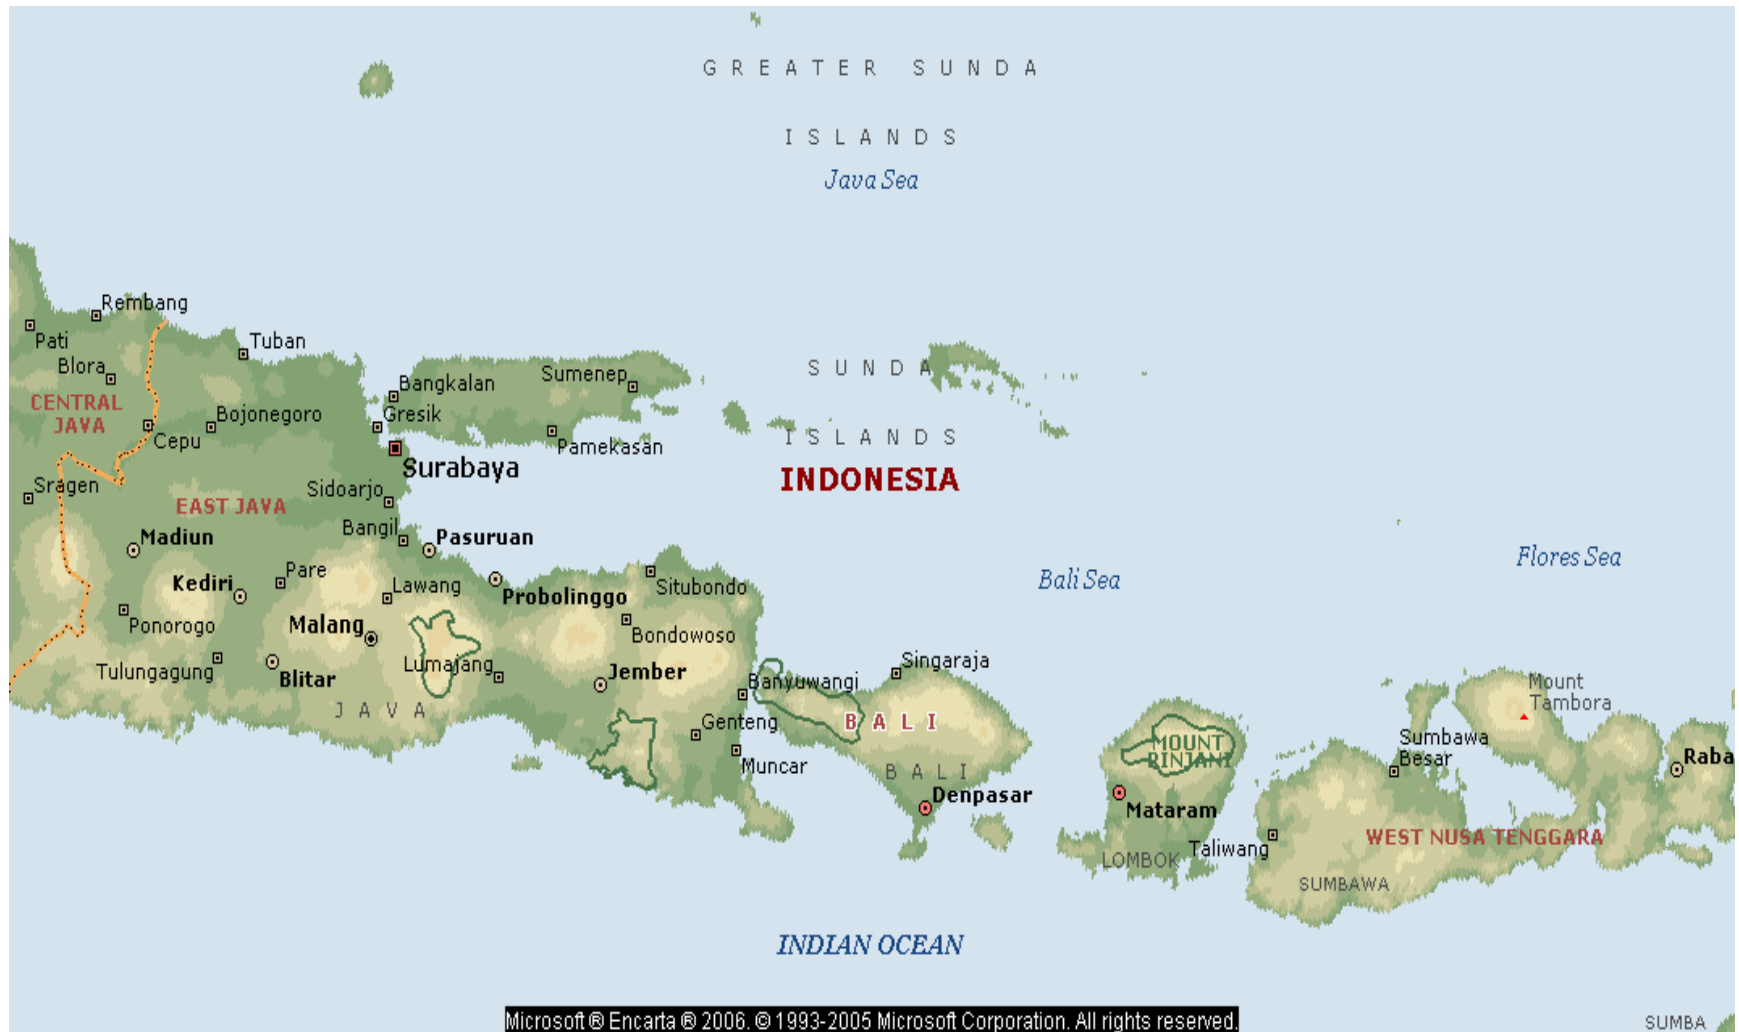 GREATER SUNDA
ISLANDS
Java Sea
Rembang
Pati
Tuban
Blora
SUNDA
Bangkalan
Sumenep
CENTRAL
JAVA
Bojonegoro
Gresik
Cepu
ISLANDS
Pamekasan
Surabaya
INDONESIA
Sragen
Sidoarjo
EAST JAVA
Bangil
Madiun
Pasuruan
Flores Sea
Bali Sea
Pare
Kediri
Lawang
Situbondo
Probolinggo
Ponorogo
Malang
Bondowoso
Singaraja
Tulungagung
Lumajang
Jember
Blitar
Banyuwangi
Mount
Tambora
JAVA
Genteng
BALI
MOUNT
RINJANI
Sumbawa
Besar
Raba
Muncar
BALI
Denpasar
Mataram
WEST NUSA TENGGARA
Taliwang
LOMBOK
SUMBAWA
INDIAN OCEAN
Microsoft ® Encarta ® 2006. © 1993-2005 Microsoft Corporation. All rights reserved.
SUMBA